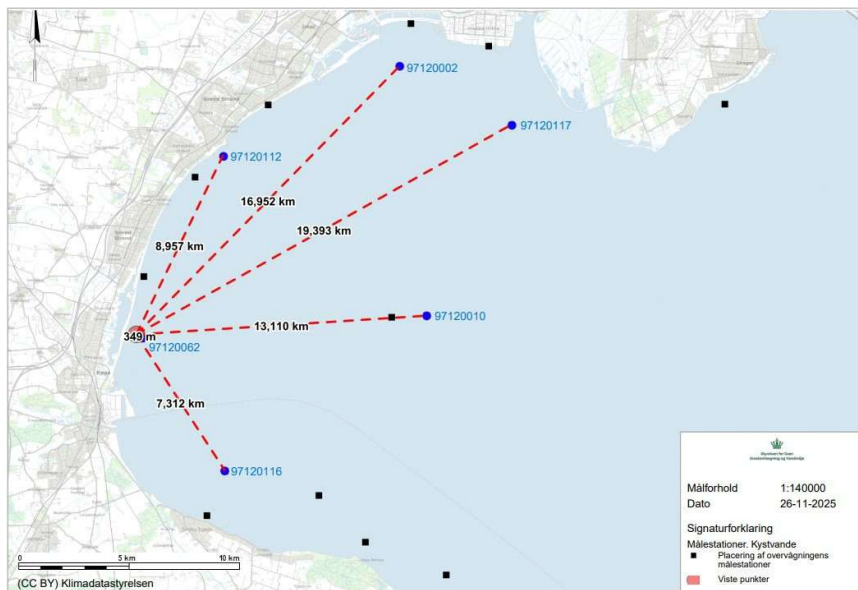 97120002
97120117
97120112
16,952 km
19,393 km
8,957 km
13,110 km
97120010
349 m
97120062
7,312 km
97120116
Målforhold 1:140000
Dato 26-11-2025
Signaturforklaring
Målestationer. Kystvande
Placering af overvågningens
målestationer
Viste punkter
0 5 km 10 km
(CC BY) Klimadatastyrelsen